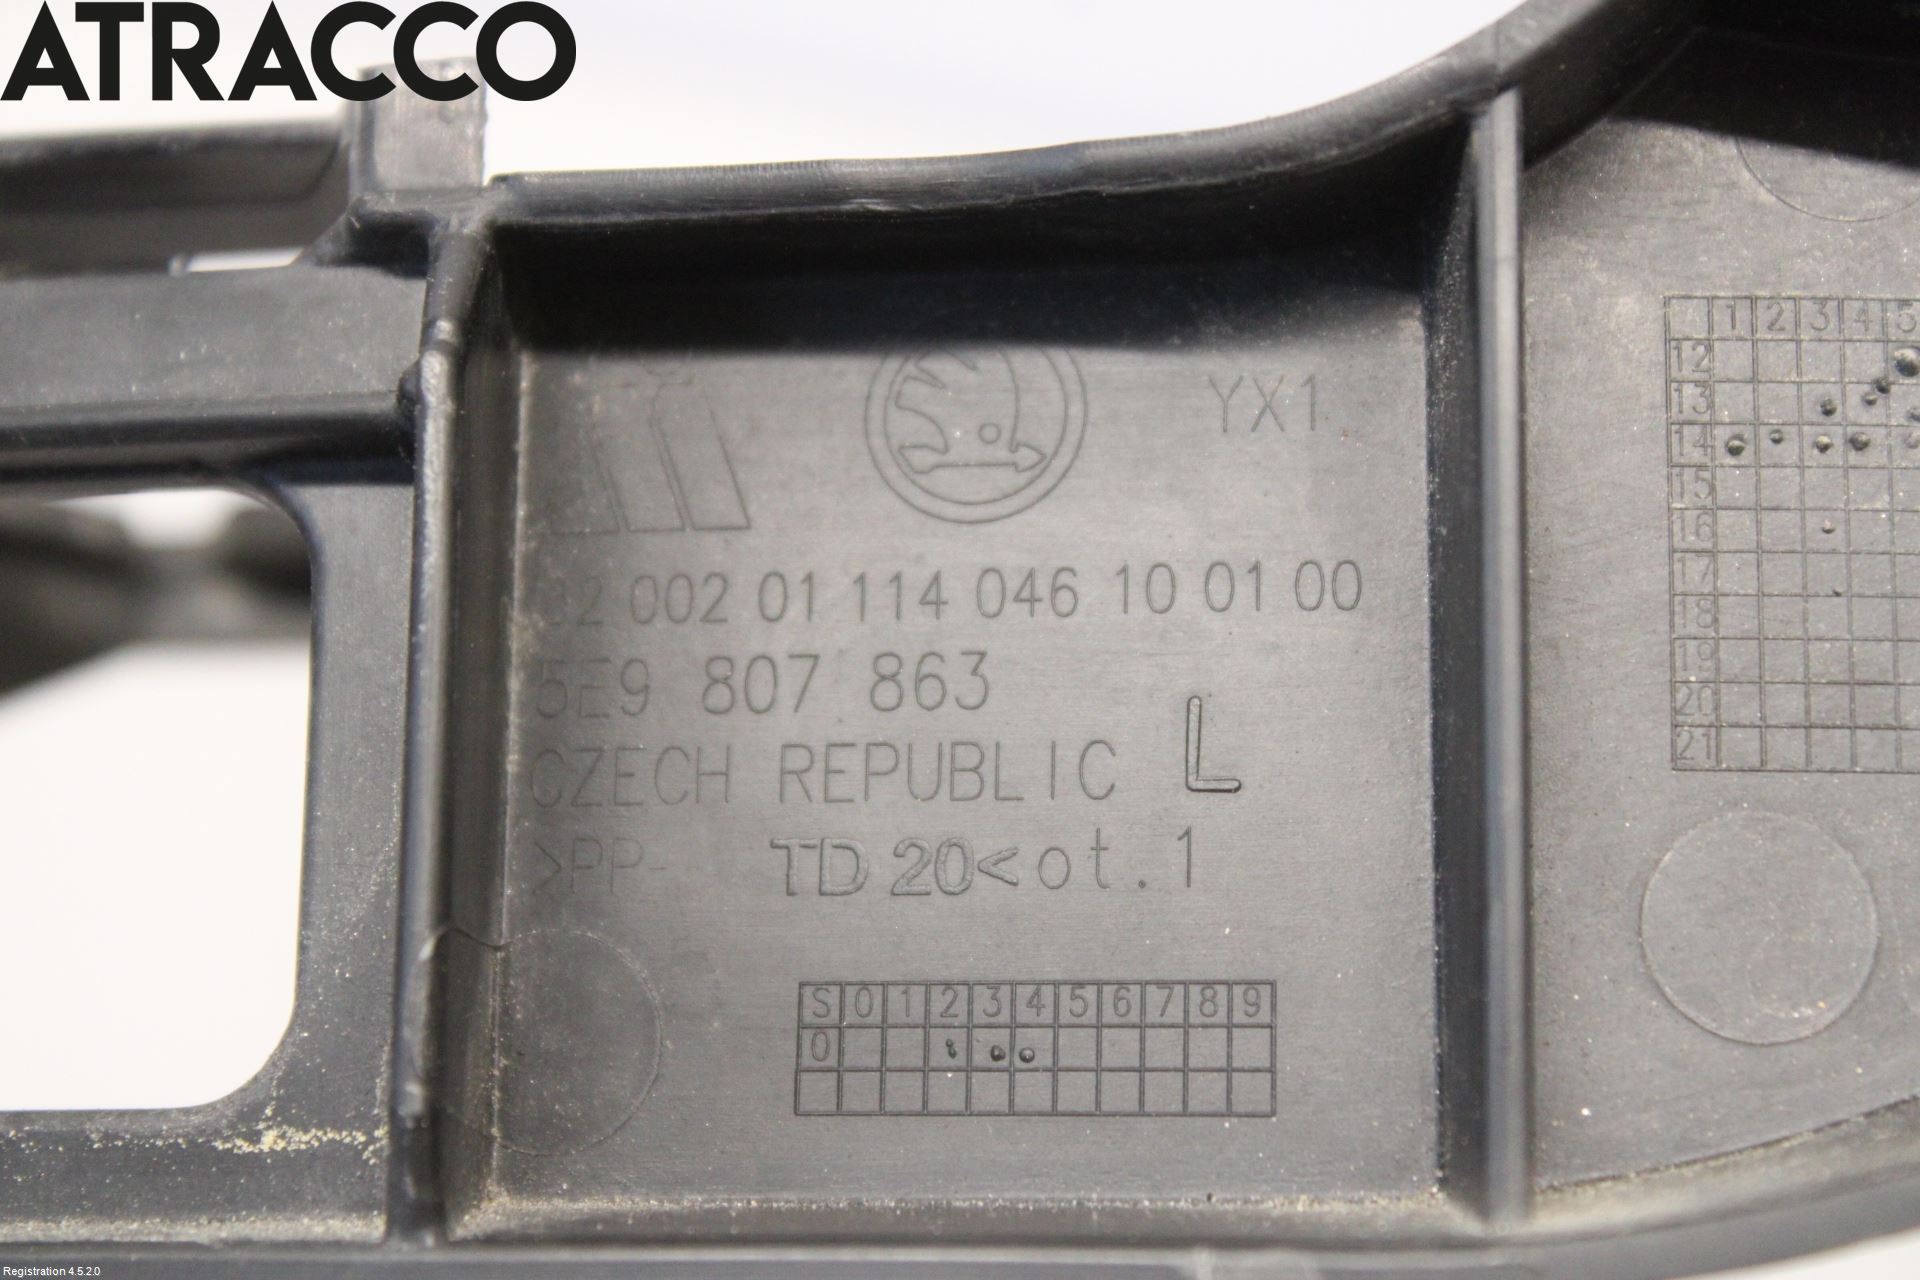 ATRACCO
YX1
02 002 01 114 046 10 01 00
5E9 807 863
CZECH REPUBLIC L
>PP- TD 20< ot. 1
S 0 1 2 3 4 5 6 7 8 9
0
1 2 3 4 5
12
13
14
15
16
17
18
19
20
21
Registration 4.5.2.0